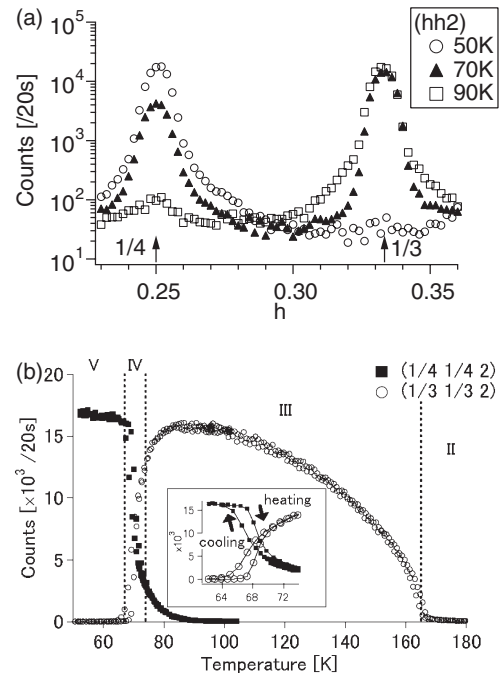 (a)
10^5
10^4
10^3
10^2
10^1
Counts [/20s]
(hh2)
50K
70K
90K
1/4
1/3
0.25
0.30
0.35
h
(b)
20
15
10
5
0
Counts [×10^3 /20s]
V
IV
III
II
(1/4 1/4 2)
(1/3 1/3 2)
heating
cooling
×10^3
15
10
5
0
64
68
72
60
80
100
120
140
160
180
Temperature [K]